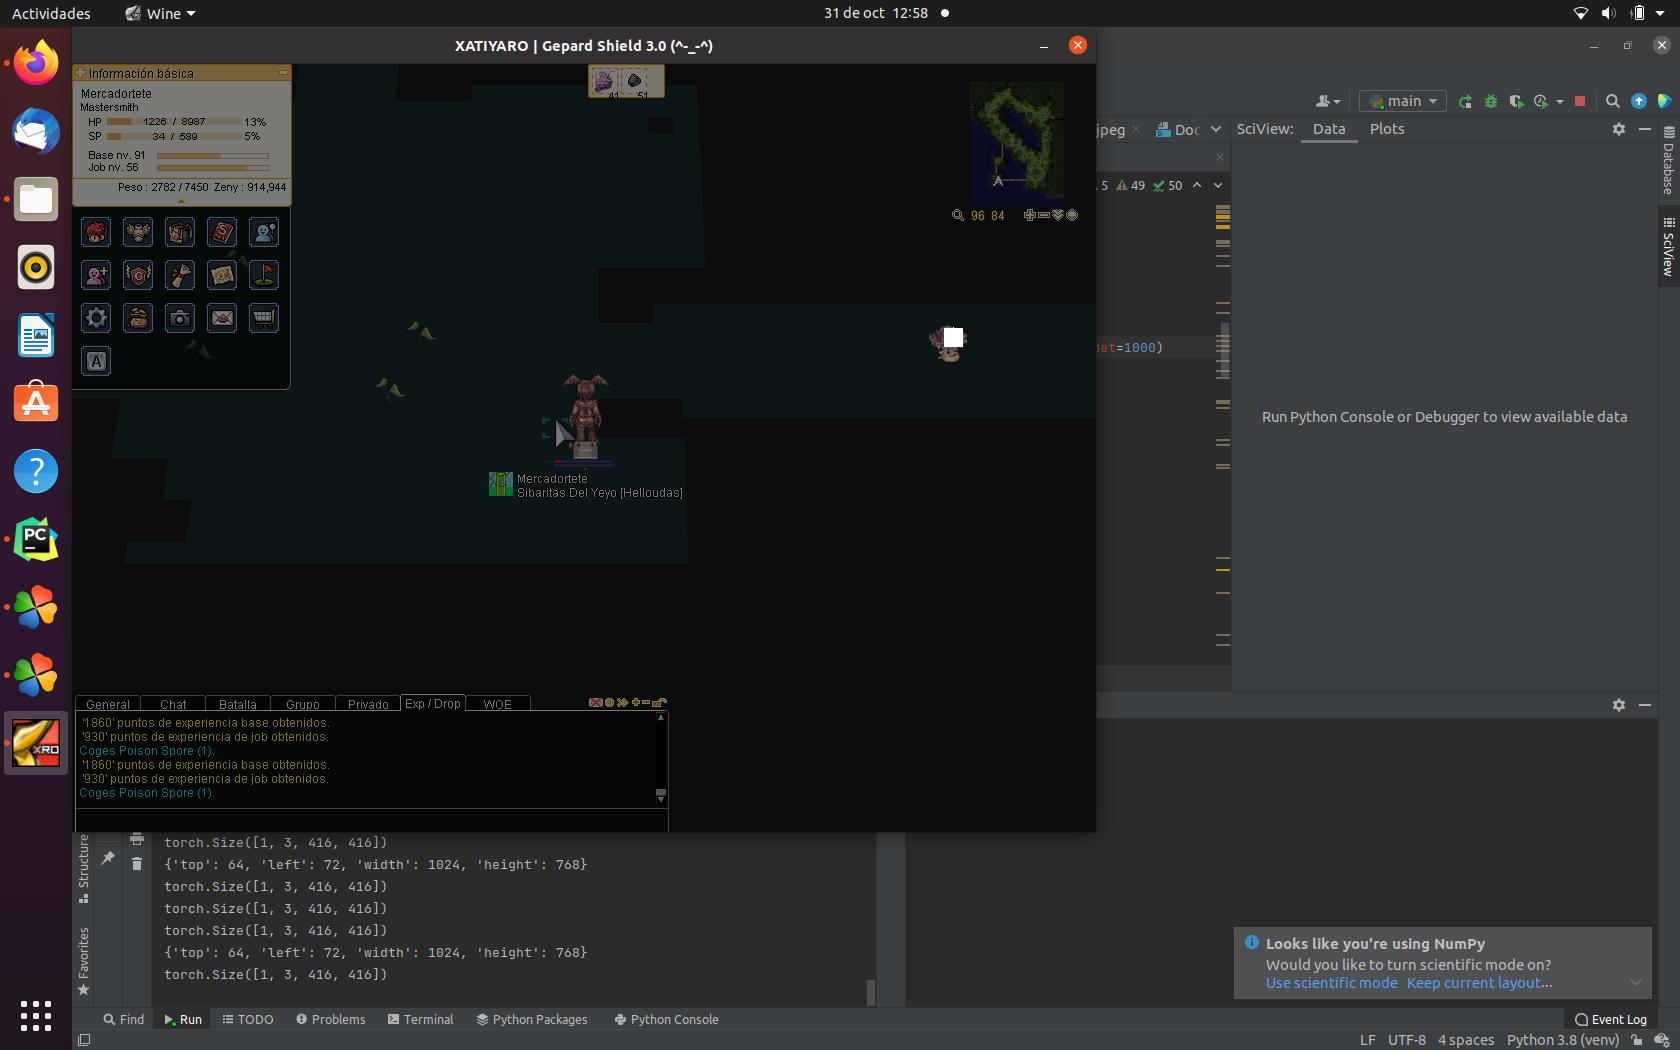 Actividades
Wine
31 de oct 12:58
XATIYARO | Gepard Shield 3.0 (^-_-^)
Información básica
Mercadortete
Mastersmith
HP 1226 / 8987 13%
SP 34 / 589 5%
Base nv. 91
Job nv. 56
Peso : 2782 / 7450 Zeny : 914,944
41 51
96 84
A
Mercadortete
Sibaritas Del Yeyo [Helloudas]
General Chat Batalla Grupo Privado Exp / Drop WOE
'1860' puntos de experiencia base obtenidos.
'930' puntos de experiencia de job obtenidos.
Coges Poison Spore (1).
'1860' puntos de experiencia base obtenidos.
'930' puntos de experiencia de job obtenidos.
Coges Poison Spore (1).
main
jpeg
Doc
SciView: Data Plots
5 49 50
det=1000)
Run Python Console or Debugger to view available data
Database
SciView
PC
XRO
Structure
Favorites
torch.Size([1, 3, 416, 416])
{'top': 64, 'left': 72, 'width': 1024, 'height': 768}
torch.Size([1, 3, 416, 416])
torch.Size([1, 3, 416, 416])
torch.Size([1, 3, 416, 416])
{'top': 64, 'left': 72, 'width': 1024, 'height': 768}
torch.Size([1, 3, 416, 416])
Looks like you're using NumPy
Would you like to turn scientific mode on?
Use scientific mode Keep current layout...
Find Run TODO Problems Terminal Python Packages Python Console
Event Log
LF UTF-8 4 spaces Python 3.8 (venv)